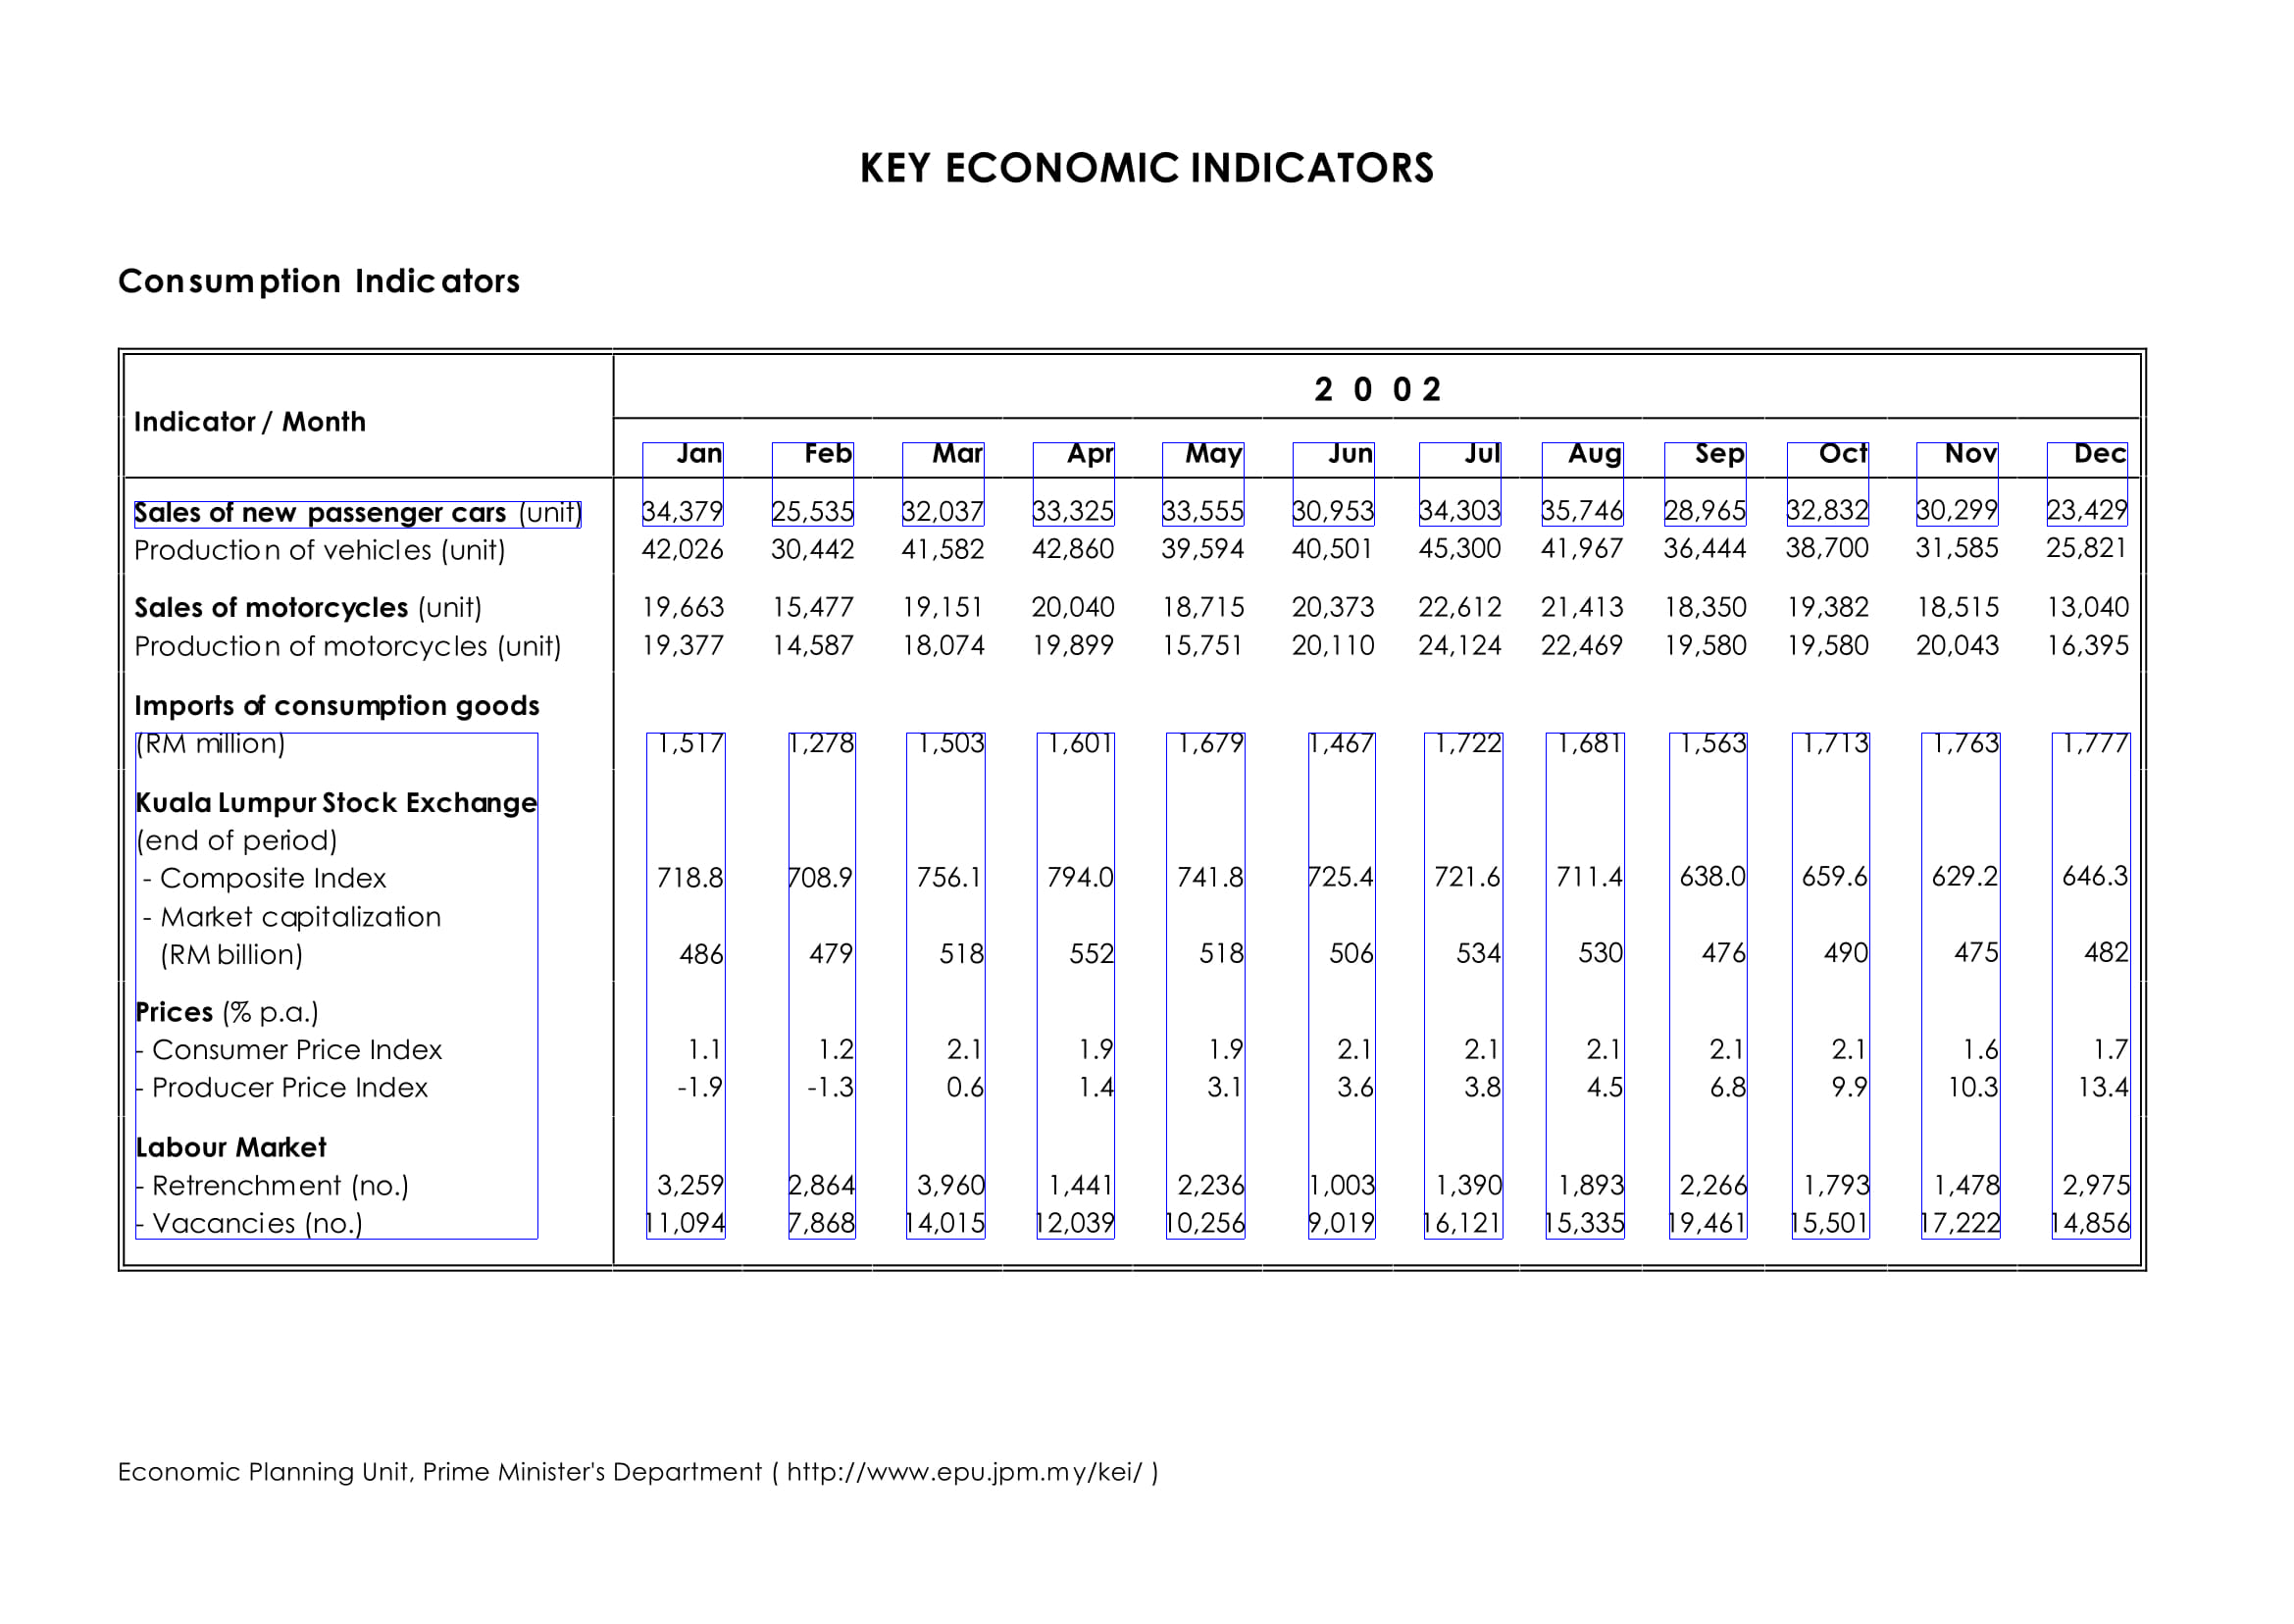 KEY ECONOMIC INDICATORS
Consumption Indicators
2 0 0 2
Indicator / Month
Jan Feb Mar Apr May Jun Jul Aug Sep Oct Nov Dec
Sales of new passenger cars (unit) 34,379 25,535 32,037 33,325 33,555 30,953 34,303 35,746 28,965 32,832 30,299 23,429
Production of vehicles (unit) 42,026 30,442 41,582 42,860 39,594 40,501 45,300 41,967 36,444 38,700 31,585 25,821
Sales of motorcycles (unit) 19,663 15,477 19,151 20,040 18,715 20,373 22,612 21,413 18,350 19,382 18,515 13,040
Production of motorcycles (unit) 19,377 14,587 18,074 19,899 15,751 20,110 24,124 22,469 19,580 19,580 20,043 16,395
Imports of consumption goods
(RM million) 1,517 1,278 1,503 1,601 1,679 1,467 1,722 1,681 1,563 1,713 1,763 1,777
Kuala Lumpur Stock Exchange
(end of period)
- Composite Index 718.8 708.9 756.1 794.0 741.8 725.4 721.6 711.4 638.0 659.6 629.2 646.3
- Market capitalization
(RM billion) 486 479 518 552 518 506 534 530 476 490 475 482
Prices (% p.a.)
- Consumer Price Index 1.1 1.2 2.1 1.9 1.9 2.1 2.1 2.1 2.1 2.1 1.6 1.7
- Producer Price Index -1.9 -1.3 0.6 1.4 3.1 3.6 3.8 4.5 6.8 9.9 10.3 13.4
Labour Market
- Retrenchment (no.) 3,259 2,864 3,960 1,441 2,236 1,003 1,390 1,893 2,266 1,793 1,478 2,975
- Vacancies (no.) 11,094 7,868 14,015 12,039 10,256 9,019 16,121 15,335 19,461 15,501 17,222 14,856
Economic Planning Unit, Prime Minister's Department ( http://www.epu.jpm.my/kei/ )